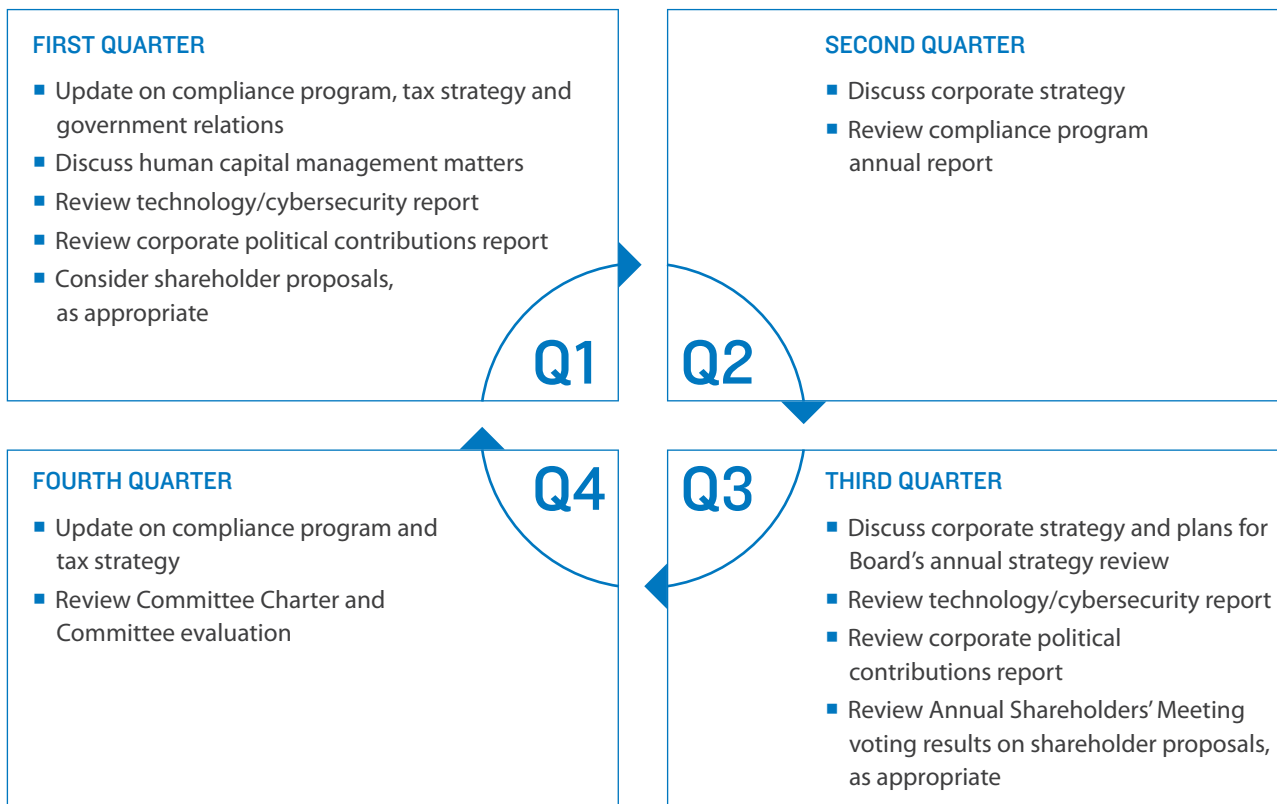 FIRST QUARTER
■ Update on compliance program, tax strategy and
government relations
■ Discuss human capital management matters
■ Review technology/cybersecurity report
■ Review corporate political contributions report
■ Consider shareholder proposals,
as appropriate
Q1
SECOND QUARTER
■ Discuss corporate strategy
■ Review compliance program
annual report
Q2
FOURTH QUARTER
■ Update on compliance program and
tax strategy
■ Review Committee Charter and
Committee evaluation
Q4
Q3
THIRD QUARTER
■ Discuss corporate strategy and plans for
Board’s annual strategy review
■ Review technology/cybersecurity report
■ Review corporate political
contributions report
■ Review Annual Shareholders’ Meeting
voting results on shareholder proposals,
as appropriate